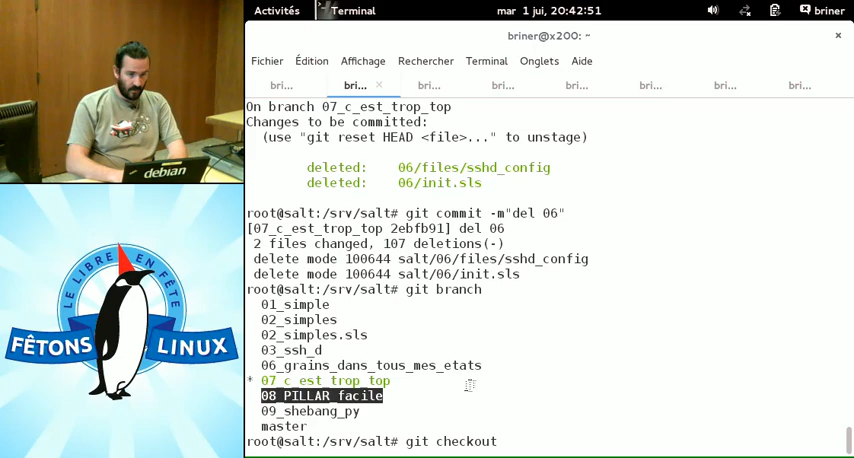 Activités
Terminal
mar 1 jui, 20:42:51
briner
briner@x200: ~
×
Fichier Édition Affichage Rechercher Terminal Onglets Aide
bri... bri... × bri... bri... bri... bri... bri... bri...
On branch 07_c_est_trop_top
Changes to be committed:
(use "git reset HEAD <file>..." to unstage)
deleted: 06/files/sshd_config
deleted: 06/init.sls
root@salt:/srv/salt# git commit -m"del 06"
[07_c_est_trop_top 2ebfb91] del 06
2 files changed, 107 deletions(-)
delete mode 100644 salt/06/files/sshd_config
delete mode 100644 salt/06/init.sls
root@salt:/srv/salt# git branch
01_simple
02_simples
02_simples.sls
03_ssh_d
06_grains_dans_tous_mes_etats
* 07_c_est_trop_top
08_PILLAR_facile
09_shebang_py
master
root@salt:/srv/salt# git checkout
debian
LE LIBRE EN FÊTE
FÊTONS LINUX